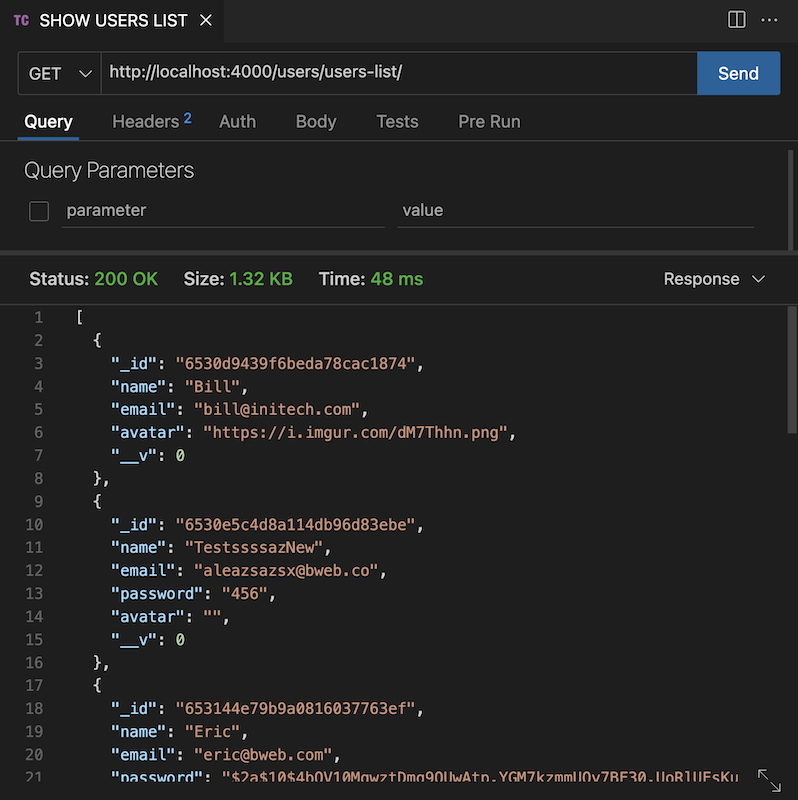 TC SHOW USERS LIST
GET http://localhost:4000/users/users-list/ Send
Query Headers 2 Auth Body Tests Pre Run
Query Parameters
parameter value
Status: 200 OK Size: 1.32 KB Time: 48 ms Response
1 [
2 {
3 "_id": "6530d9439f6beda78cac1874",
4 "name": "Bill",
5 "email": "bill@initech.com",
6 "avatar": "https://i.imgur.com/dM7Thhn.png",
7 "__v": 0
8 },
9 {
10 "_id": "6530e5c4d8a114db96d83ebe",
11 "name": "TestssssazNew",
12 "email": "aleazsazsx@bweb.co",
13 "password": "456",
14 "avatar": "",
15 "__v": 0
16 },
17 {
18 "_id": "653144e79b9a0816037763ef",
19 "name": "Eric",
20 "email": "eric@bweb.com",
21 "password":